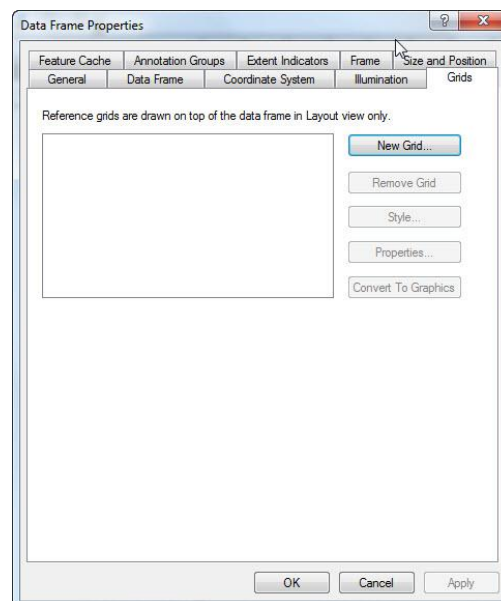 Data Frame Properties
Feature Cache Annotation Groups Extent Indicators Frame Size and Position
General Data Frame Coordinate System Illumination Grids
Reference grids are drawn on top of the data frame in Layout view only.
New Grid...
Remove Grid
Style...
Properties...
Convert To Graphics
OK Cancel Apply